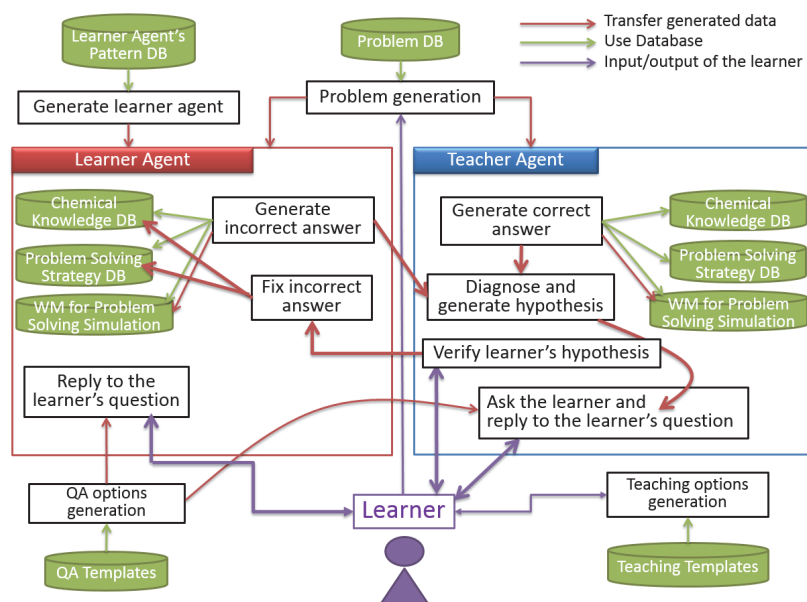 Learner Agent's
Pattern DB
Problem DB
Transfer generated data
Use Database
Input/output of the learner
Generate learner agent
Problem generation
Learner Agent
Teacher Agent
Chemical
Knowledge DB
Generate
incorrect answer
Generate correct
answer
Chemical
Knowledge DB
Problem Solving
Strategy DB
Fix incorrect
answer
Diagnose and
generate hypothesis
Problem Solving
Strategy DB
WM for Problem
Solving Simulation
WM for Problem
Solving Simulation
Verify learner's hypothesis
Reply to the
learner's question
Ask the learner and
reply to the learner's question
QA options
generation
Learner
Teaching options
generation
QA Templates
Teaching Templates